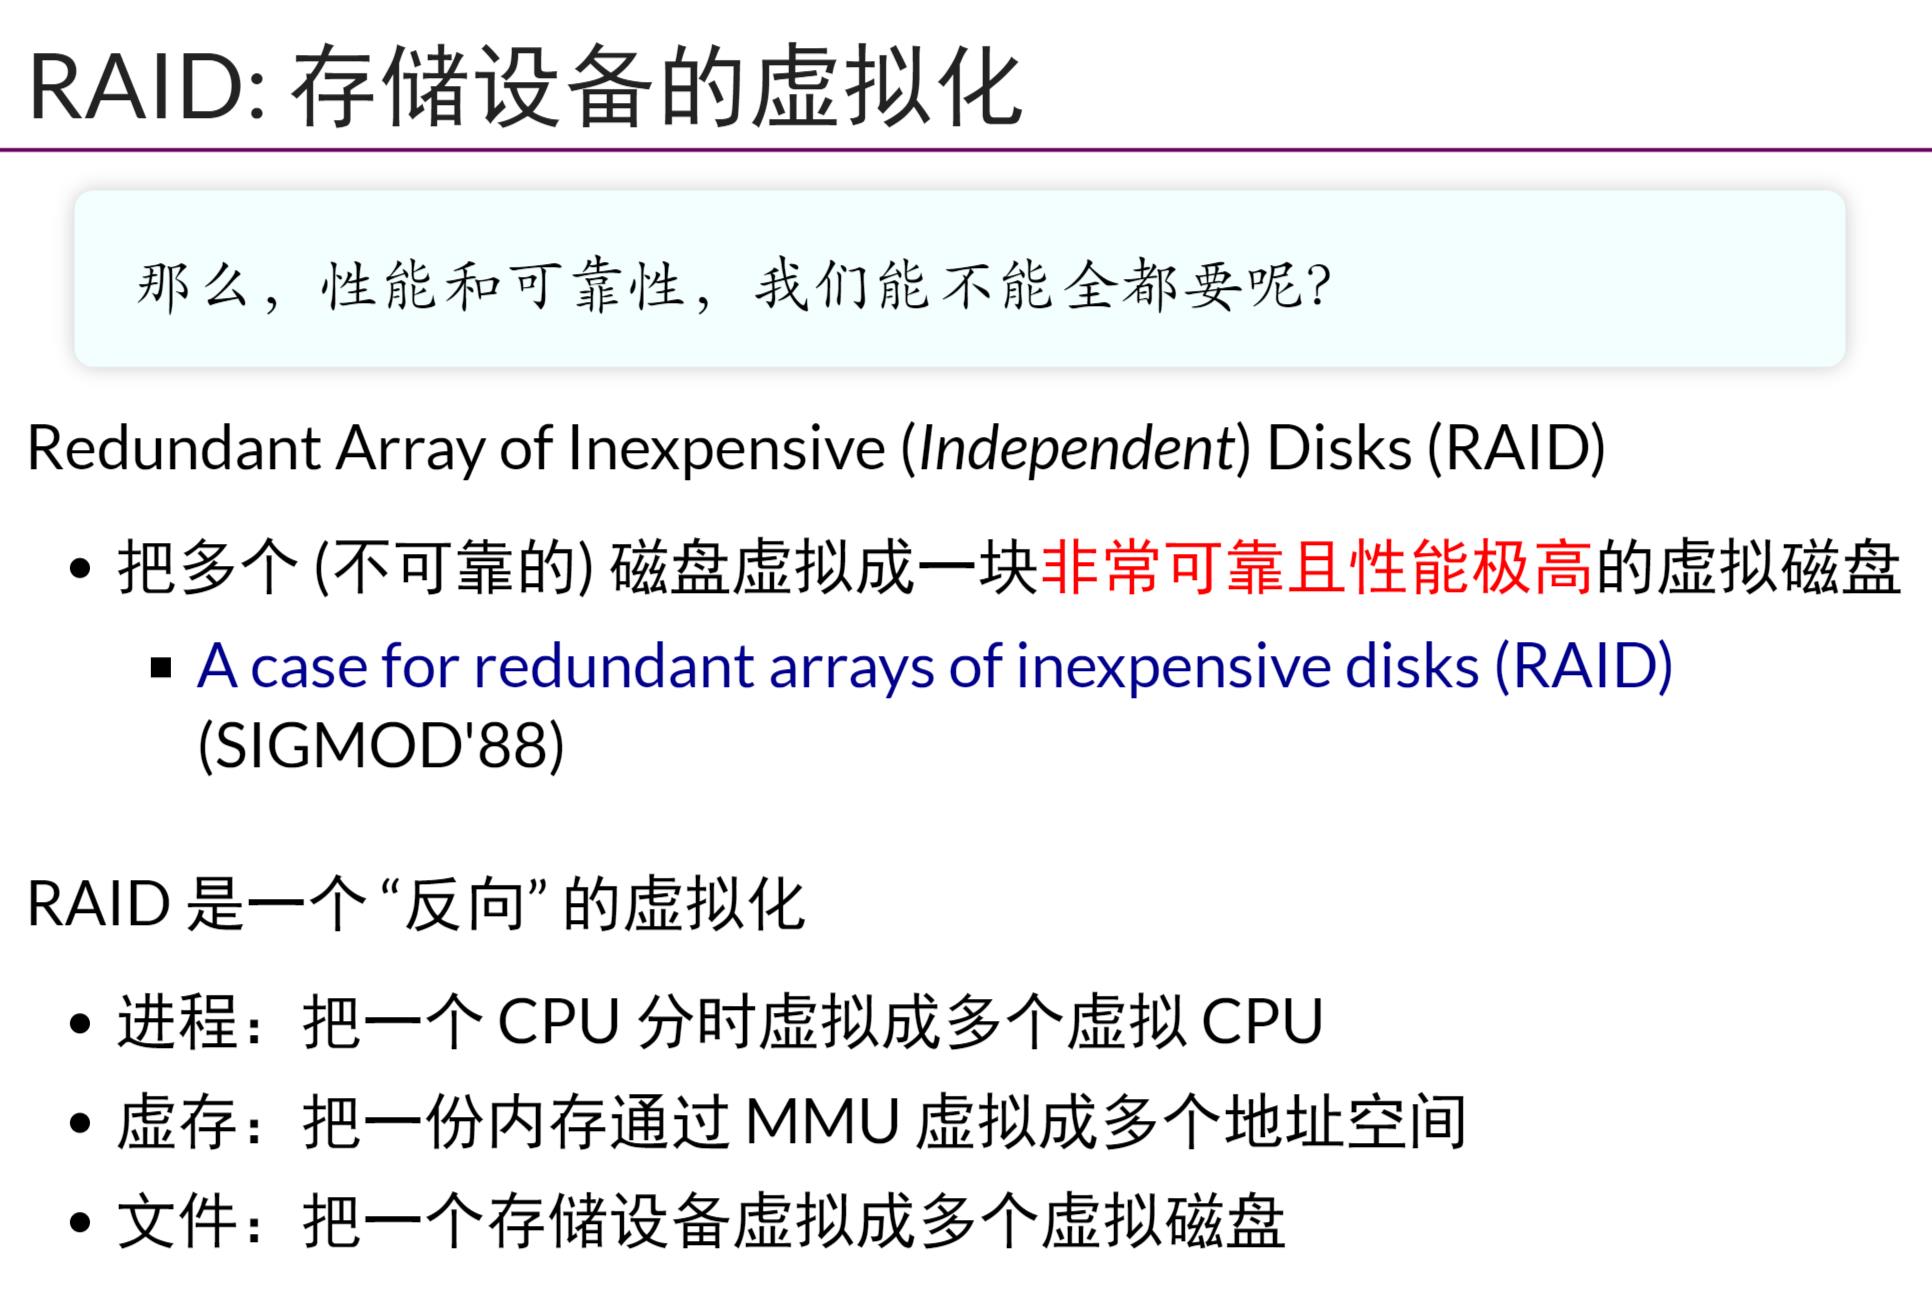 RAID: 存储设备的虚拟化
那么，性能和可靠性，我们能不能全都要呢？
Redundant Array of Inexpensive (Independent) Disks (RAID)
• 把多个 (不可靠的) 磁盘虚拟成一块非常可靠且性能极高的虚拟磁盘
▪ A case for redundant arrays of inexpensive disks (RAID)
(SIGMOD'88)
RAID 是一个 “反向” 的虚拟化
• 进程：把一个 CPU 分时虚拟成多个虚拟 CPU
• 虚存：把一份内存通过 MMU 虚拟成多个地址空间
• 文件：把一个存储设备虚拟成多个虚拟磁盘